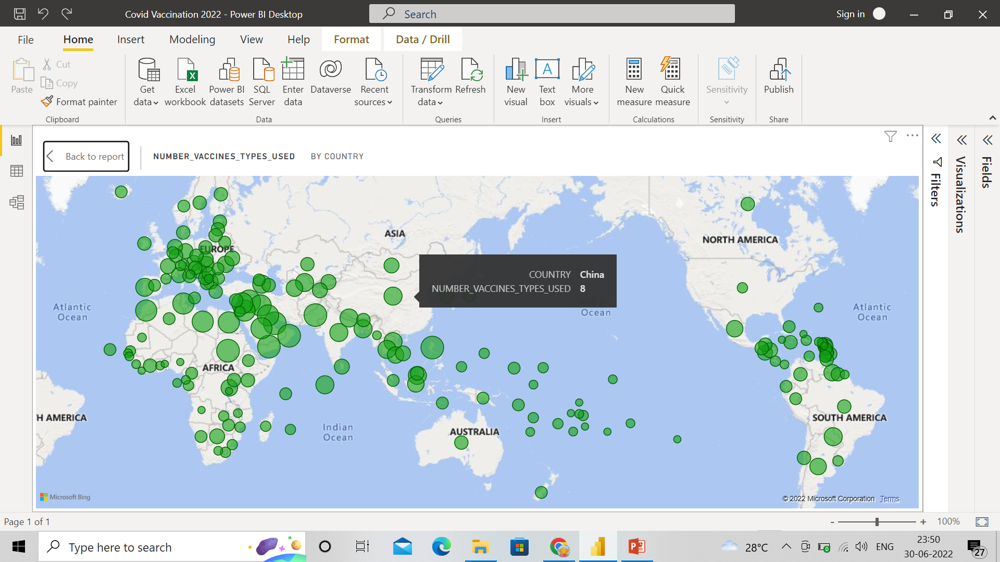 Covid Vaccination 2022 - Power BI Desktop
Search
Sign in
File
Home
Insert
Modeling
View
Help
Format
Data / Drill
Paste
Cut
Copy
Format painter
Clipboard
Get
data
Excel
workbook
Power BI
datasets
SQL
Server
Enter
data
Dataverse
Recent
sources
Data
Transform
data
Refresh
Queries
New
visual
Text
box
More
visuals
Insert
New
measure
Quick
measure
Calculations
Sensitivity
Sensitivity
Publish
Share
Back to report
NUMBER_VACCINES_TYPES_USED BY COUNTRY
Filters
Visualizations
Fields
ASIA
EUROPE
NORTH AMERICA
COUNTRY China
NUMBER_VACCINES_TYPES_USED 8
Atlantic
Ocean
Pacific
Ocean
Atlantic
Ocean
AFRICA
H AMERICA
Indian
Ocean
AUSTRALIA
SOUTH AMERICA
Microsoft Bing
© 2022 Microsoft Corporation Terms
Page 1 of 1
- + 100%
Type here to search
28°C
ENG
23:50
30-06-2022
27